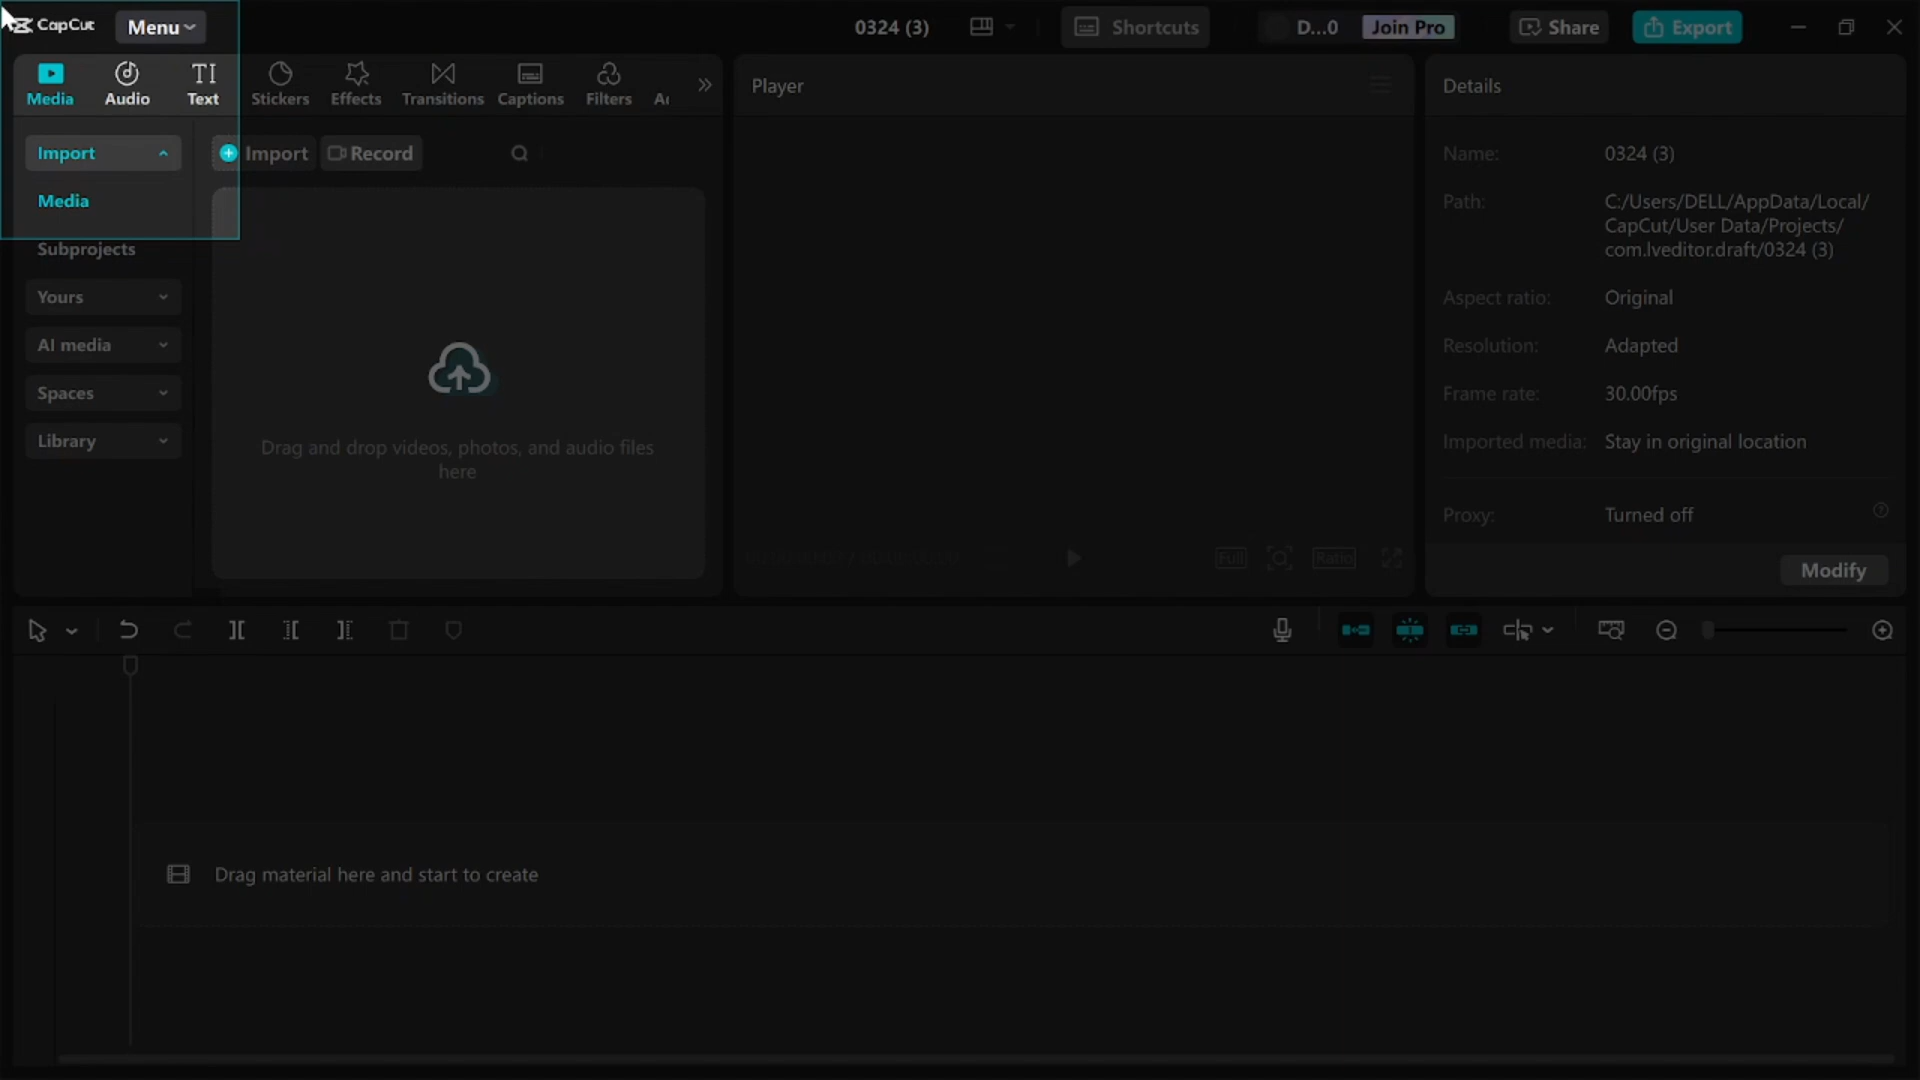 CapCut
Menu
0324 (3)
Shortcuts
D...0
Join Pro
Share
Export
Media
Audio
TI
Text
Stickers
Effects
Transitions
Captions
Filters
Player
Details
Import
Import
Record
Media
Subprojects
Yours
AI media
Spaces
Library
Drag and drop videos, photos, and audio files
here
Full
Ratio
Name:
0324 (3)
Path:
C:/Users/DELL/AppData/Local/
CapCut/User Data/Projects/
com.lveditor.draft/0324 (3)
Aspect ratio:
Original
Resolution:
Adapted
Frame rate:
30.00fps
Imported media:
Stay in original location
Proxy:
Turned off
Modify
Drag material here and start to create